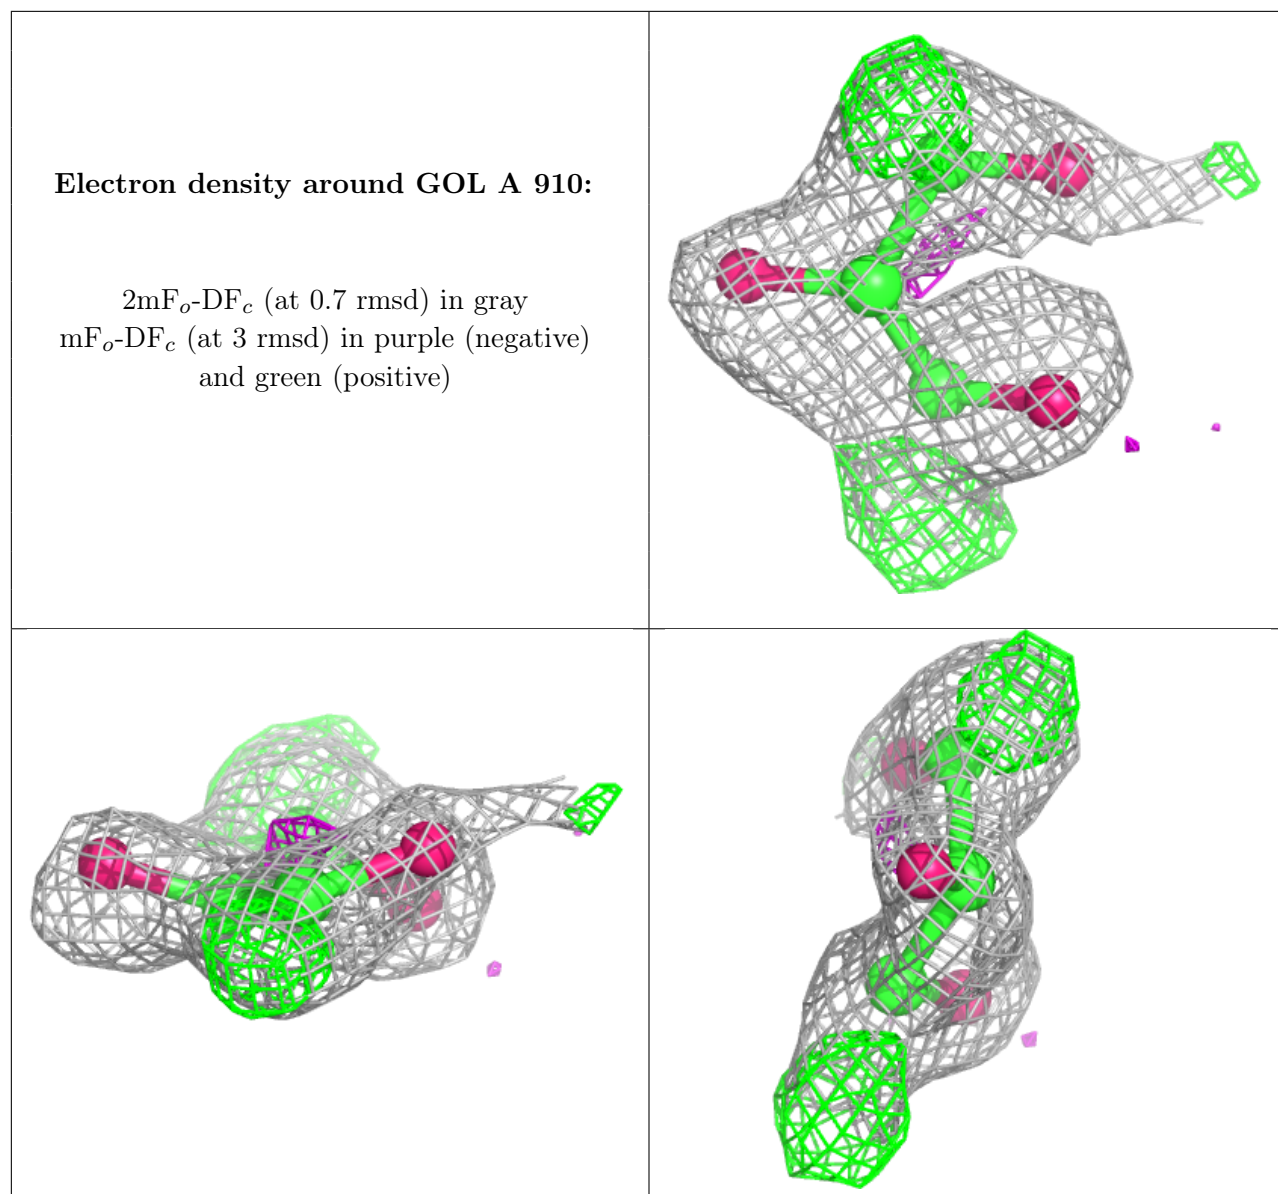 Electron density around GOL A 910:
2mFo-DFc (at 0.7 rmsd) in gray
mFo-DFc (at 3 rmsd) in purple (negative)
and green (positive)